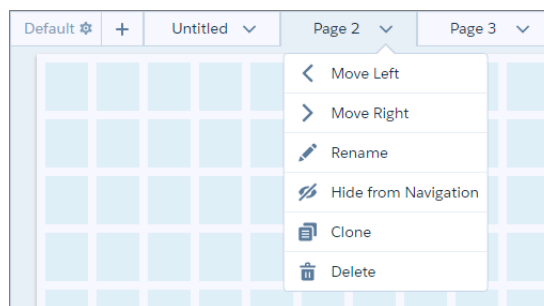 Default Untitled Page 2 Page 3
Move Left
Move Right
Rename
Hide from Navigation
Clone
Delete